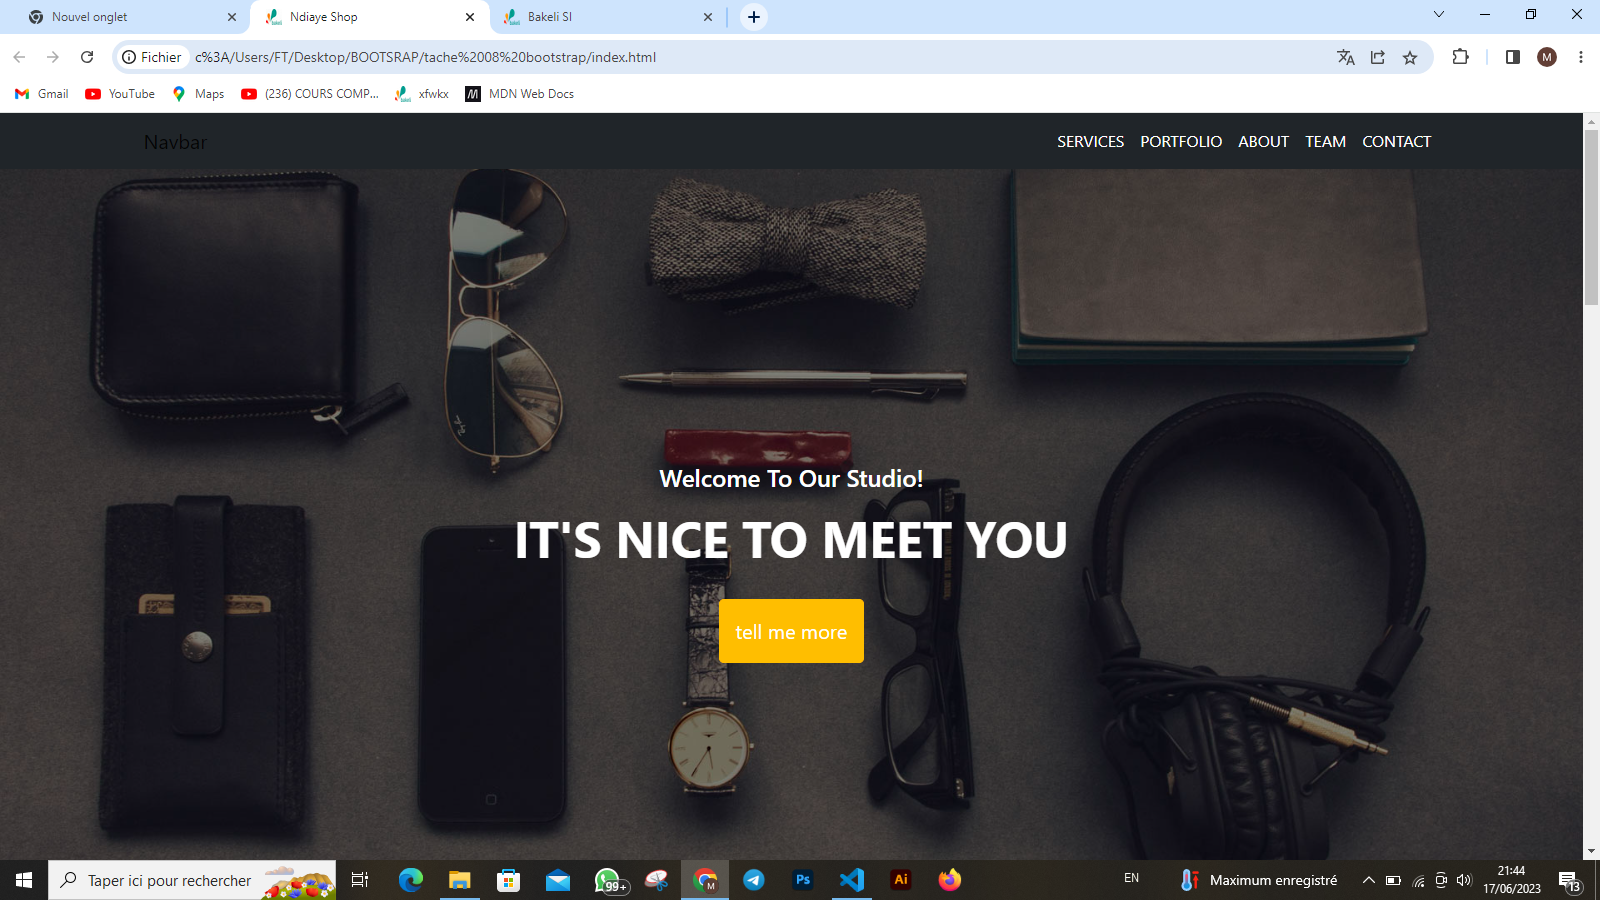 Nouvel onglet
Ndiaye Shop
Bakeli SI
Fichier
c%3A/Users/FT/Desktop/BOOTSRAP/tache%2008%20bootstrap/index.html
M
Gmail
YouTube
Maps
(236) COURS COMP...
xfwkx
MDN Web Docs
Navbar
SERVICES PORTFOLIO ABOUT TEAM CONTACT
Welcome To Our Studio!
IT'S NICE TO MEET YOU
tell me more
Taper ici pour rechercher
99+
M
Ps
Ai
EN
Maximum enregistré
21:44
17/06/2023
13